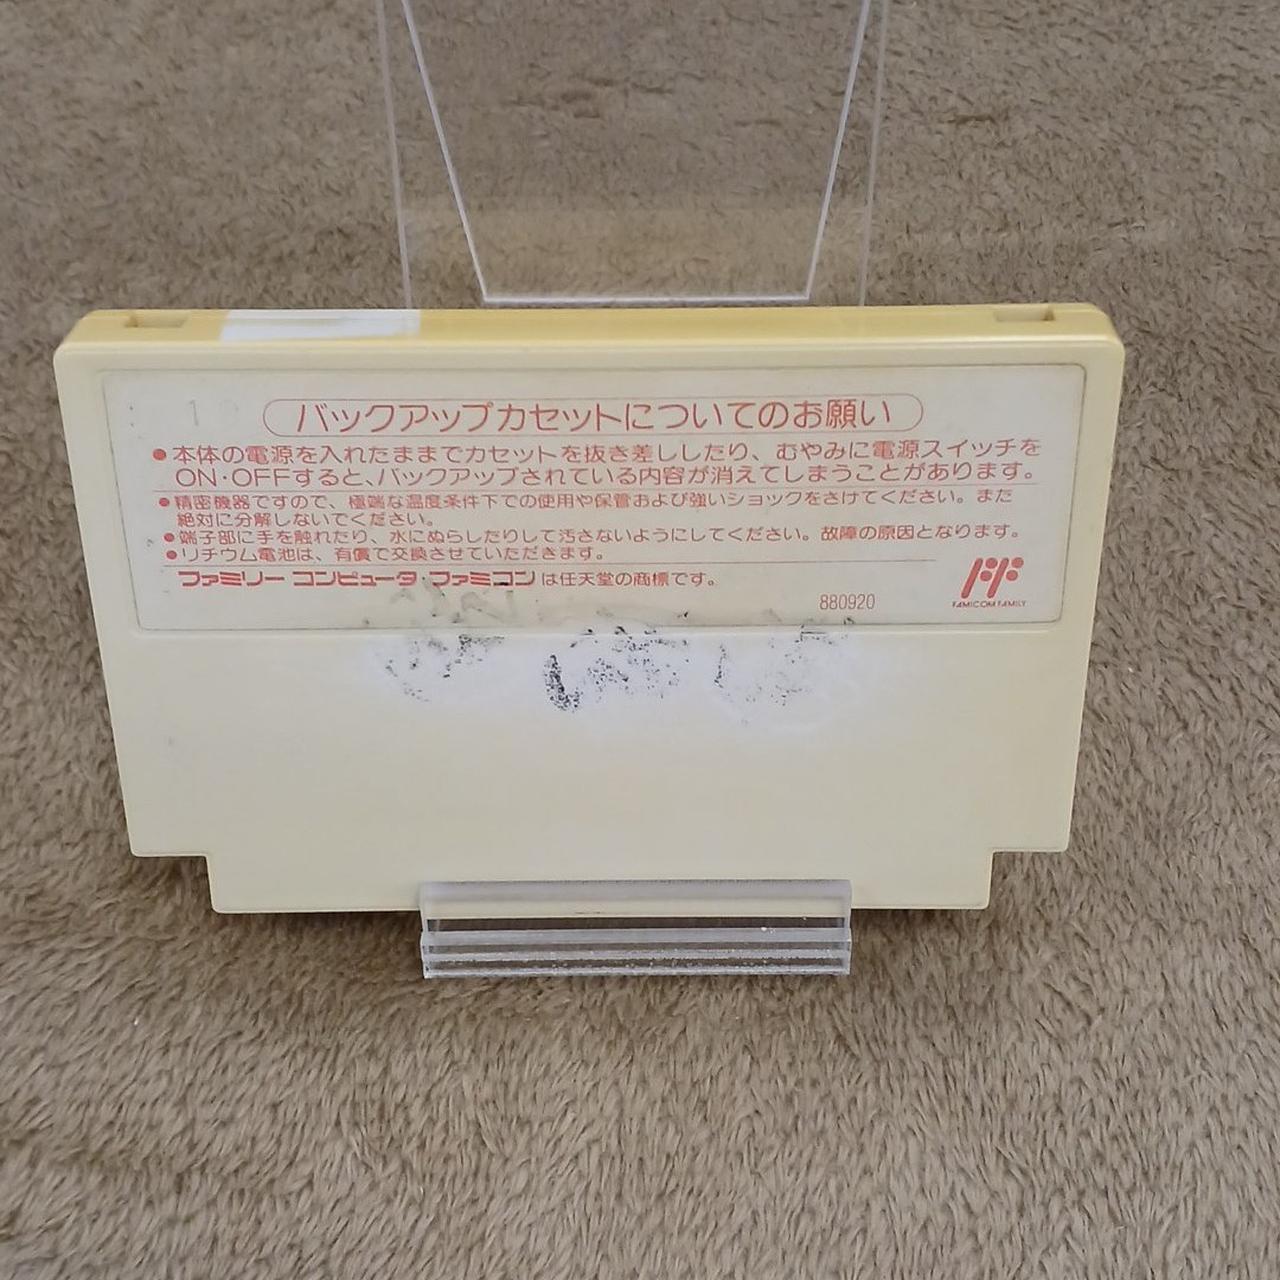 10
バックアップカセットについてのお願い
●本体の電源を入れたままでカセットを抜き差ししたり、むやみに電源スイッチを
ON・OFFすると、バックアップされている内容が消えてしまうことがあります。
●精密機器ですので、極端な温度条件下での使用や保管および強いショックをさけてください。また
絶対に分解しないでください。
●端子部に手を触れたり、水にぬらしたりして汚さないようにしてください。故障の原因となります。
●リチウム電池は、有償で交換させていただきます。
ファミリーコンピュータ・ファミコンは任天堂の商標です。
880920
FAMICOM FAMILY